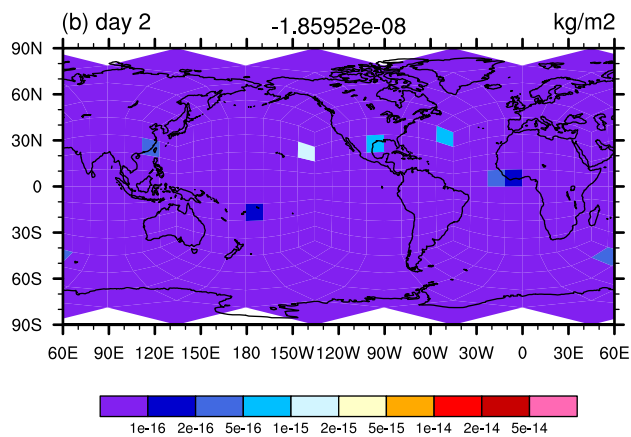 (b) day 2 -1.85952e-08 kg/m2
90N
60N
30N
0
30S
60S
90S
60E 90E 120E 150E 180 150W 120W 90W 60W 30W 0 30E 60E
1e-16 2e-16 5e-16 1e-15 2e-15 5e-15 1e-14 2e-14 5e-14